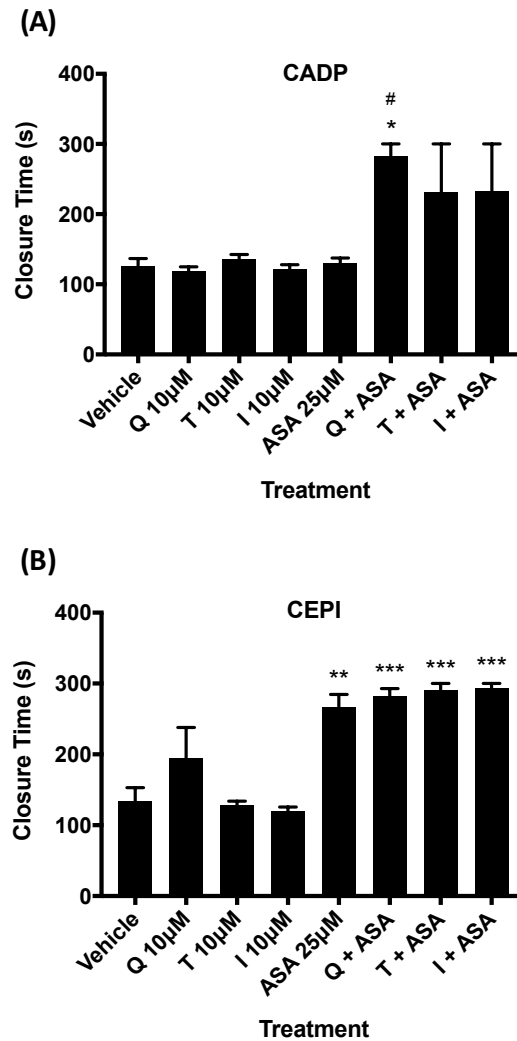 (A)
CADP
400
300
200
100
0
Closure Time (s)
#
*
Vehicle
Q 10µM
T 10µM
I 10µM
ASA 25µM
Q + ASA
T + ASA
I + ASA
Treatment
(B)
CEPI
400
300
200
100
0
Closure Time (s)
**
***
***
***
Vehicle
Q 10µM
T 10µM
I 10µM
ASA 25µM
Q + ASA
T + ASA
I + ASA
Treatment